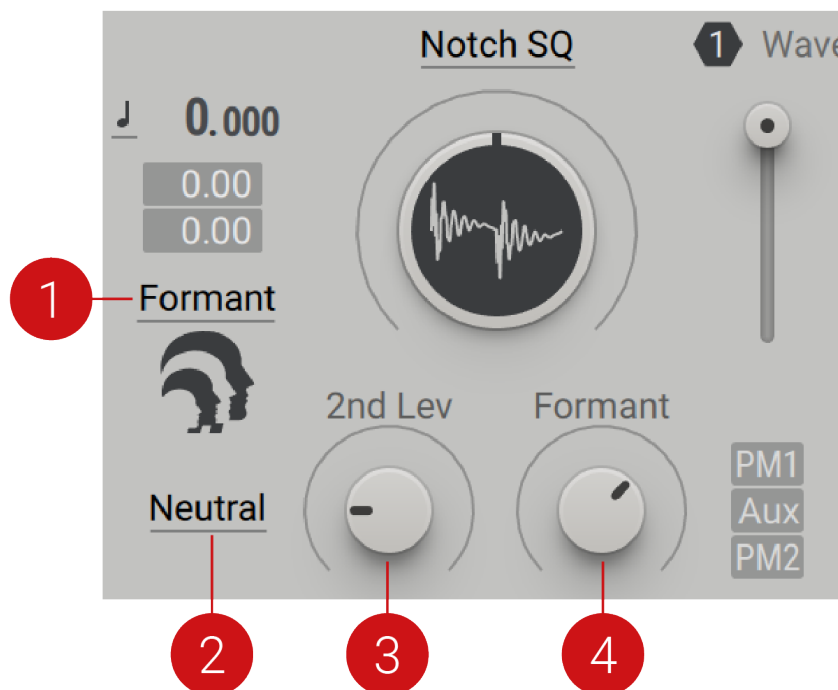 Notch SQ
1 Wave
0.000
0.00
0.00
1
Formant
2nd Lev
Formant
PM1
Neutral
Aux
PM2
2
3
4